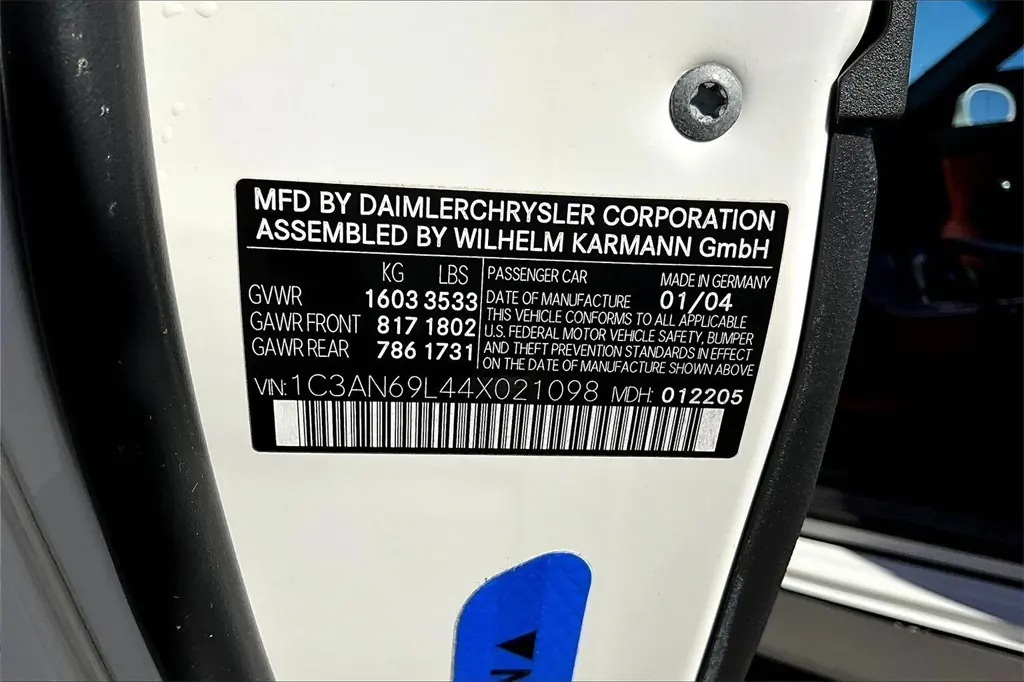 MFD BY DAIMLERCHRYSLER CORPORATION
ASSEMBLED BY WILHELM KARMANN GmbH
KG LBS
GVWR 1603 3533
GAWR FRONT 817 1802
GAWR REAR 786 1731
PASSENGER CAR MADE IN GERMANY
DATE OF MANUFACTURE 01/04
THIS VEHICLE CONFORMS TO ALL APPLICABLE
U.S. FEDERAL MOTOR VEHICLE SAFETY, BUMPER
AND THEFT PREVENTION STANDARDS IN EFFECT
ON THE DATE OF MANUFACTURE SHOWN ABOVE
VIN: 1C3AN69L44X021098 MDH: 012205